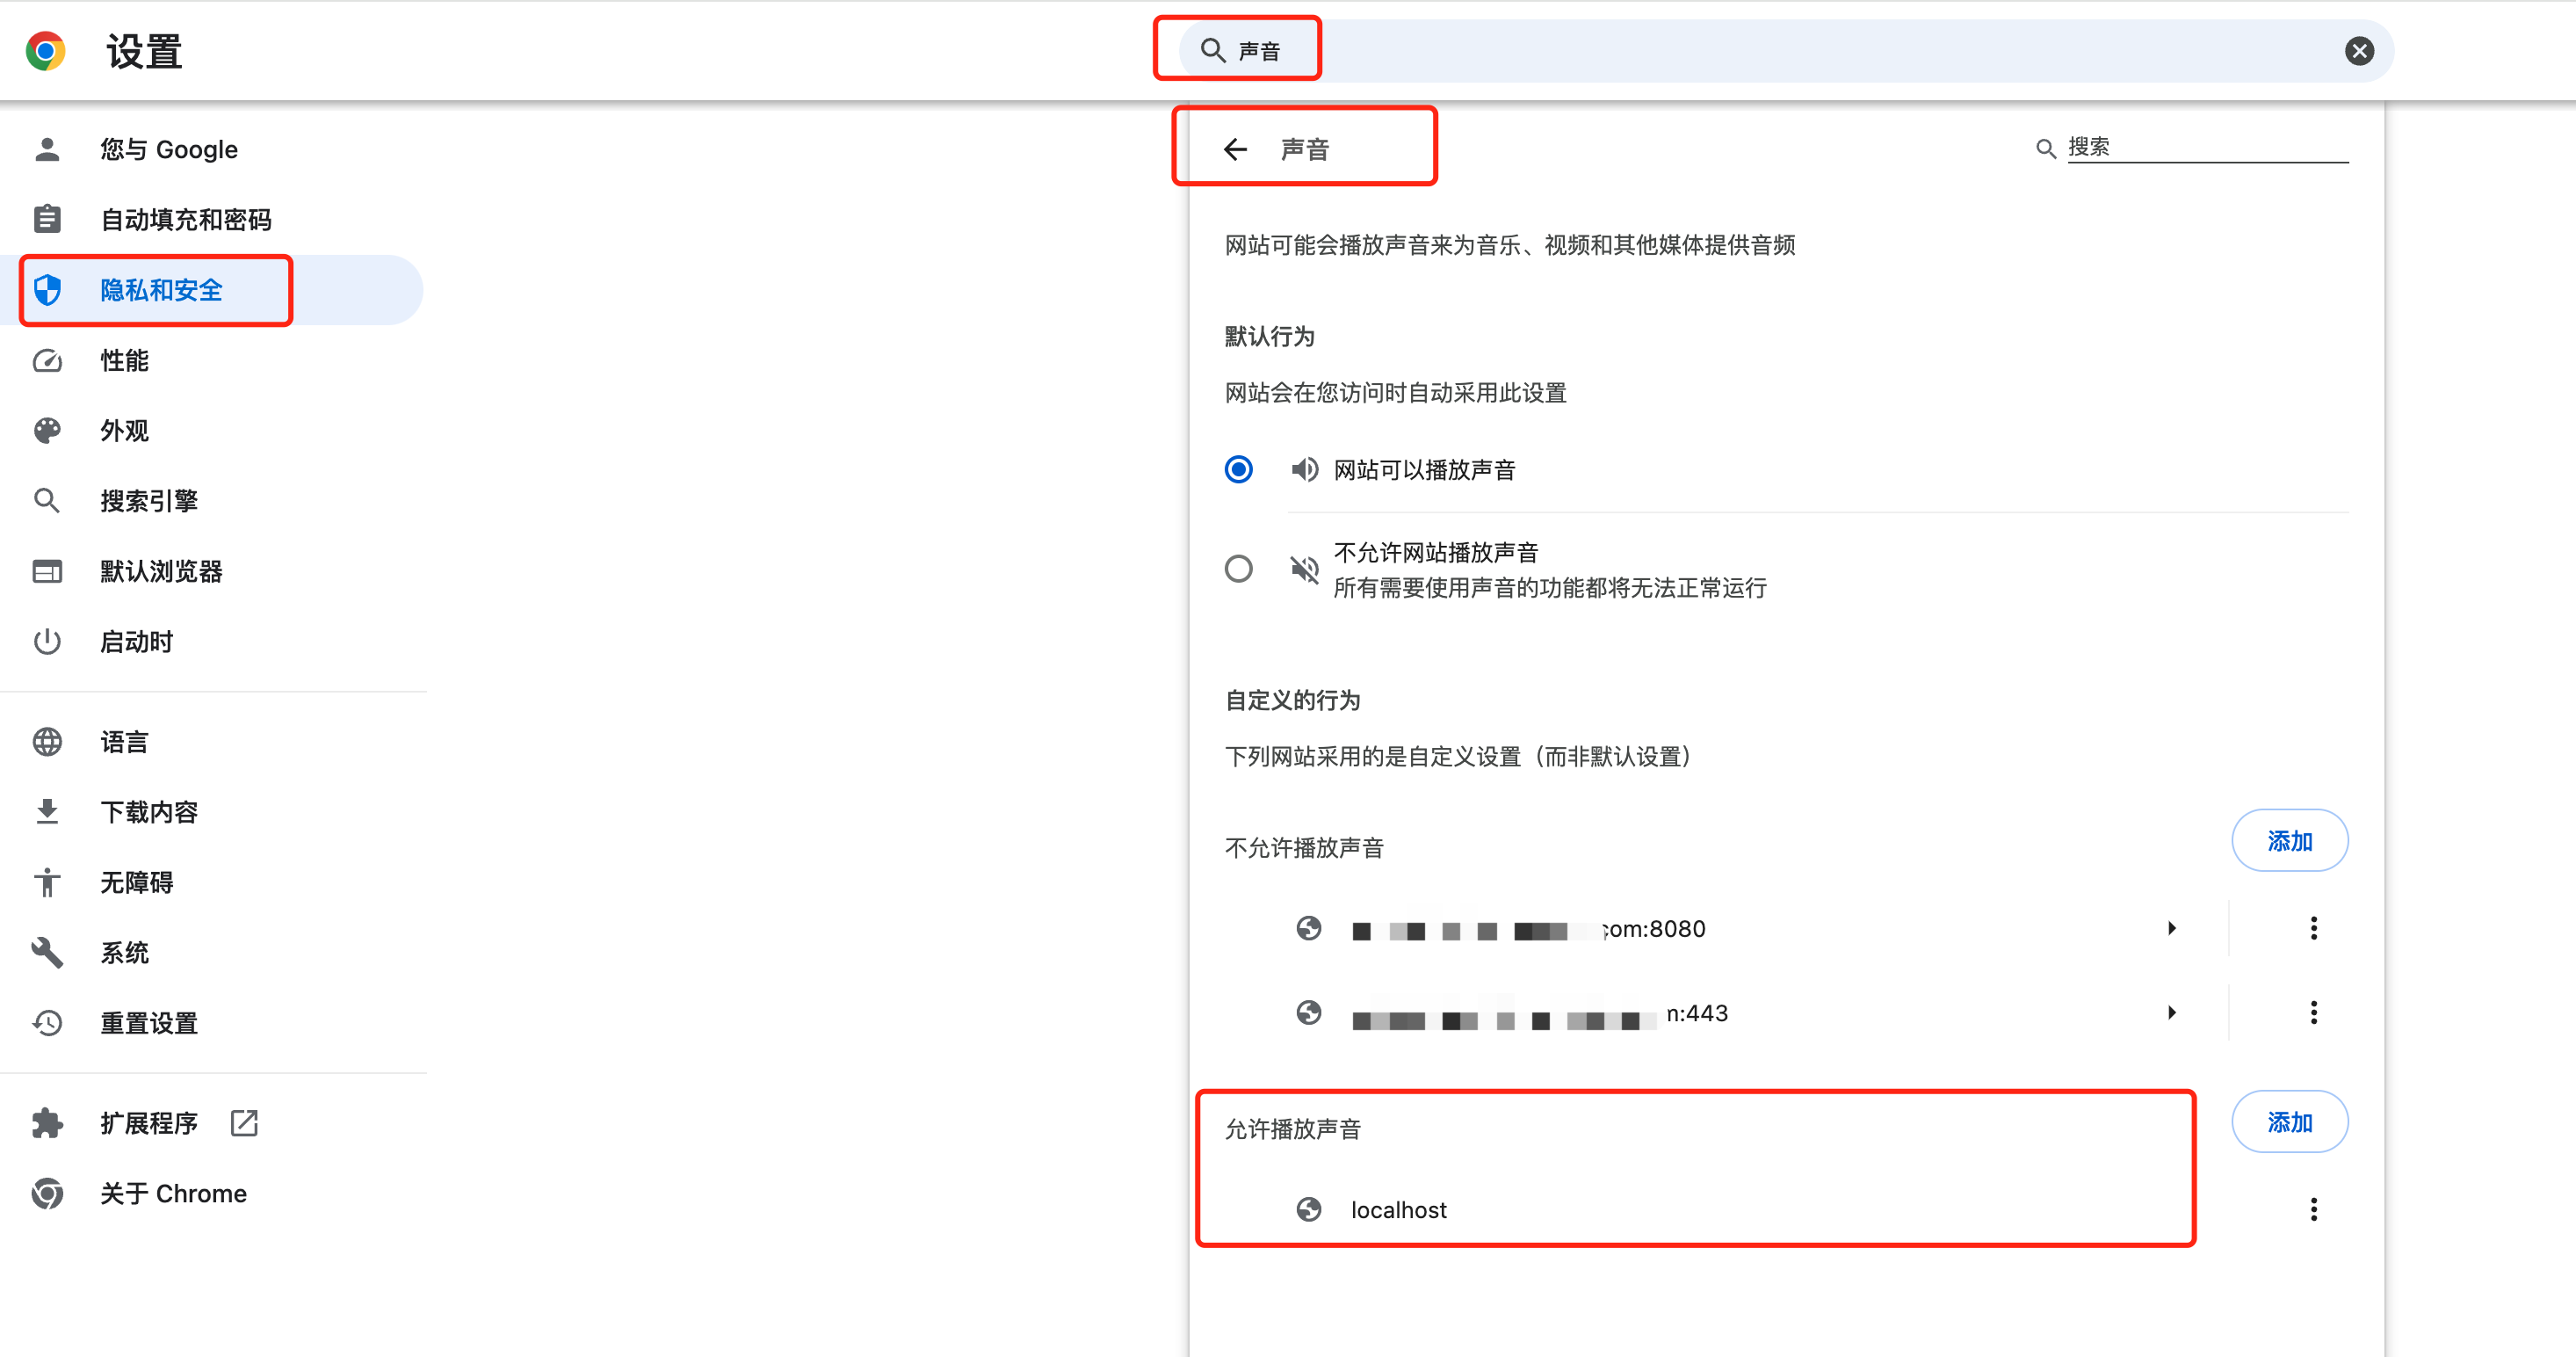 设置
声音
您与 Google
自动填充和密码
隐私和安全
性能
外观
搜索引擎
默认浏览器
启动时
语言
下载内容
无障碍
系统
重置设置
扩展程序
关于 Chrome
声音
搜索
网站可能会播放声音来为音乐、视频和其他媒体提供音频
默认行为
网站会在您访问时自动采用此设置
网站可以播放声音
不允许网站播放声音
所有需要使用声音的功能都将无法正常运行
自定义的行为
下列网站采用的是自定义设置（而非默认设置）
不允许播放声音
添加
com:8080
n:443
允许播放声音
添加
localhost